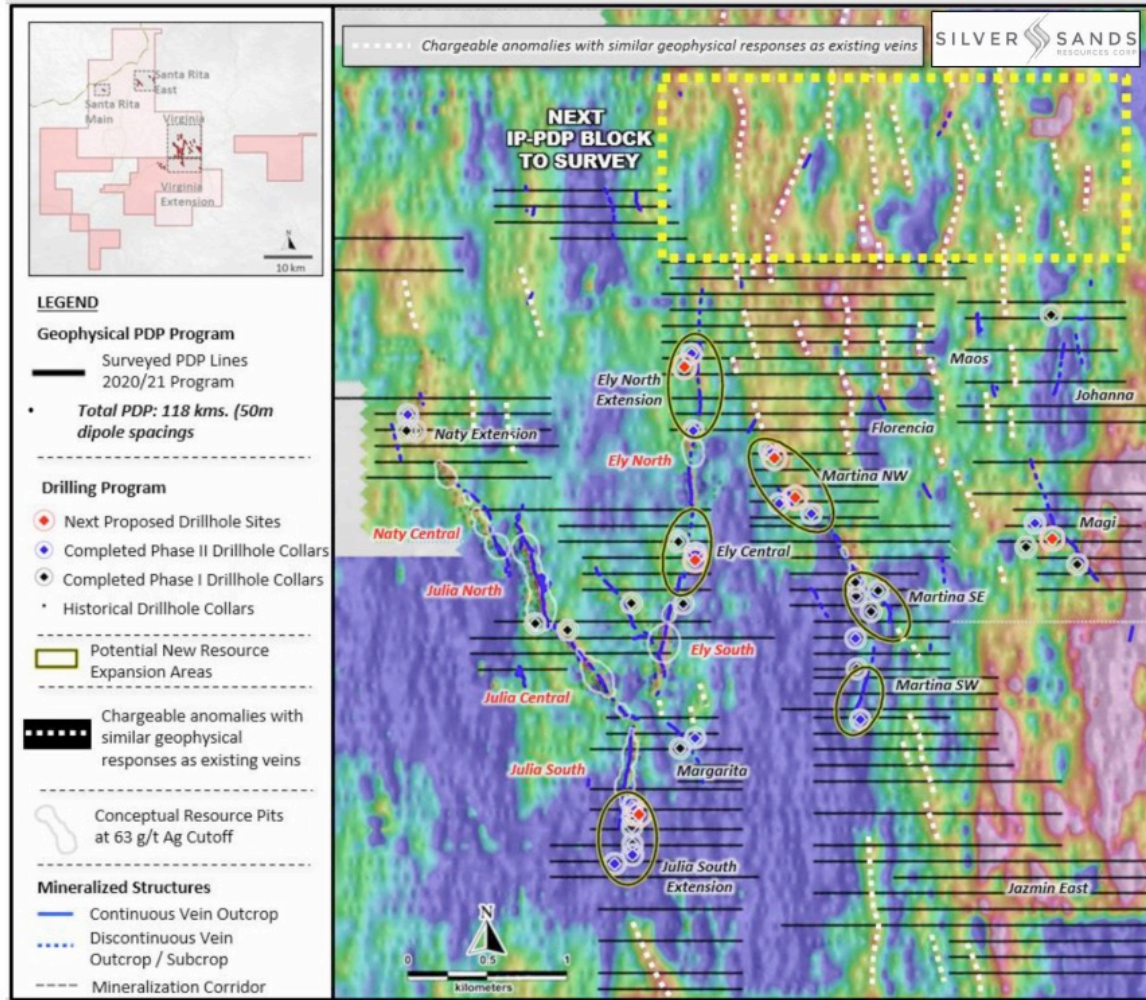 Santa Rita
East
Santa Rita
Main
Virginia
Virginia
Extension
N
10 km
LEGEND
Geophysical PDP Program
Surveyed PDP Lines
2020/21 Program
• Total PDP: 118 kms. (50m
dipole spacings
Drilling Program
Next Proposed Drillhole Sites
Completed Phase II Drillhole Collars
Completed Phase I Drillhole Collars
Historical Drillhole Collars
Potential New Resource
Expansion Areas
Chargeable anomalies with
similar geophysical
responses as existing veins
Conceptual Resource Pits
at 63 g/t Ag Cutoff
Mineralized Structures
Continuous Vein Outcrop
Discontinuous Vein
Outcrop / Subcrop
Mineralization Corridor
Chargeable anomalies with similar geophysical responses as existing veins
SILVER SANDS
RESOURCES CORP
NEXT
IP-PDP BLOCK
TO SURVEY
Maos
Johanna
Ely North
Extension
Florencia
Naty Extension
Ely North
Martina NW
Magi
Naty Central
Ely Central
Julia North
Martina SE
Ely South
Martina SW
Julia Central
Julia South
Margarita
Julia South
Extension
Jazmin East
N
0 0.5 1
kilometers